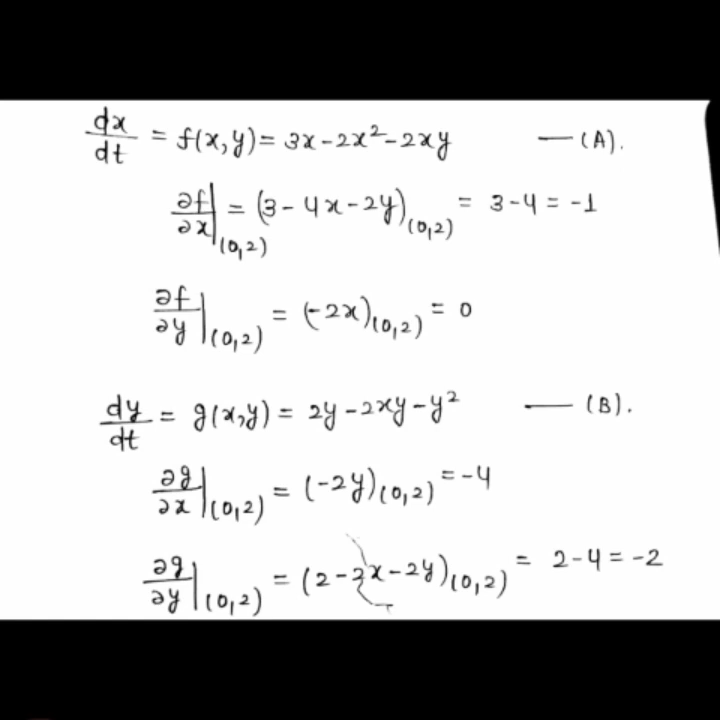 dx/dt = f(x,y) = 3x - 2x² - 2xy — (A).
∂f/∂x|(0,2) = (3 - 4x - 2y)(0,2) = 3 - 4 = -1
∂f/∂y|(0,2) = (-2x)(0,2) = 0
dy/dt = g(x,y) = 2y - 2xy - y² — (B).
∂g/∂x|(0,2) = (-2y)(0,2) = -4
∂g/∂y|(0,2) = (2 - 2x - 2y)(0,2) = 2 - 4 = -2